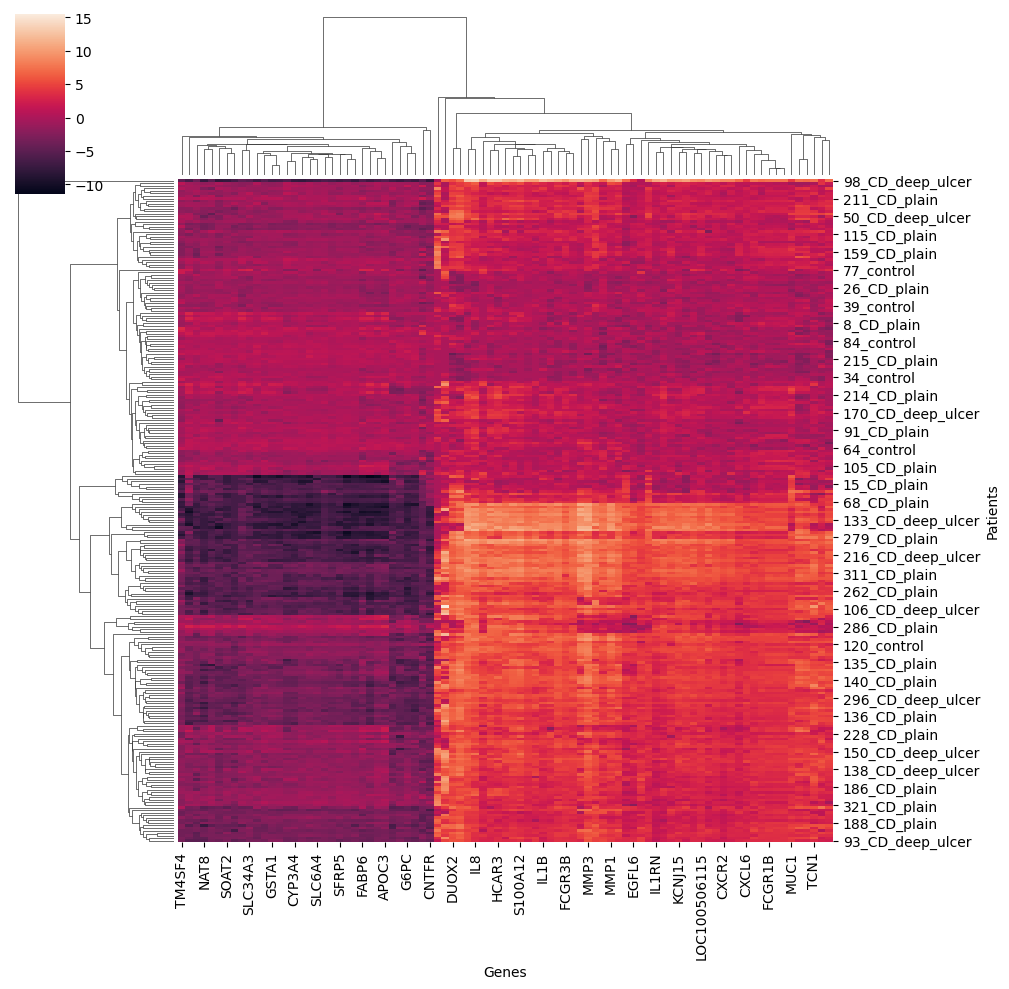 15
10
5
0
−5
−10
98_CD_deep_ulcer
211_CD_plain
50_CD_deep_ulcer
115_CD_plain
159_CD_plain
77_control
26_CD_plain
39_control
8_CD_plain
84_control
215_CD_plain
34_control
214_CD_plain
170_CD_deep_ulcer
91_CD_plain
64_control
105_CD_plain
15_CD_plain
68_CD_plain
133_CD_deep_ulcer
279_CD_plain
216_CD_deep_ulcer
311_CD_plain
262_CD_plain
106_CD_deep_ulcer
286_CD_plain
120_control
135_CD_plain
140_CD_plain
296_CD_deep_ulcer
136_CD_plain
228_CD_plain
150_CD_deep_ulcer
138_CD_deep_ulcer
186_CD_plain
321_CD_plain
188_CD_plain
93_CD_deep_ulcer
Patients
TM4SF4
NAT8
SOAT2
SLC34A3
GSTA1
CYP3A4
SLC6A4
SFRP5
FABP6
APOC3
G6PC
CNTFR
DUOX2
IL8
HCAR3
S100A12
IL1B
FCGR3B
MMP3
MMP1
EGFL6
IL1RN
KCNJ15
LOC100506115
CXCR2
CXCL6
FCGR1B
MUC1
TCN1
Genes